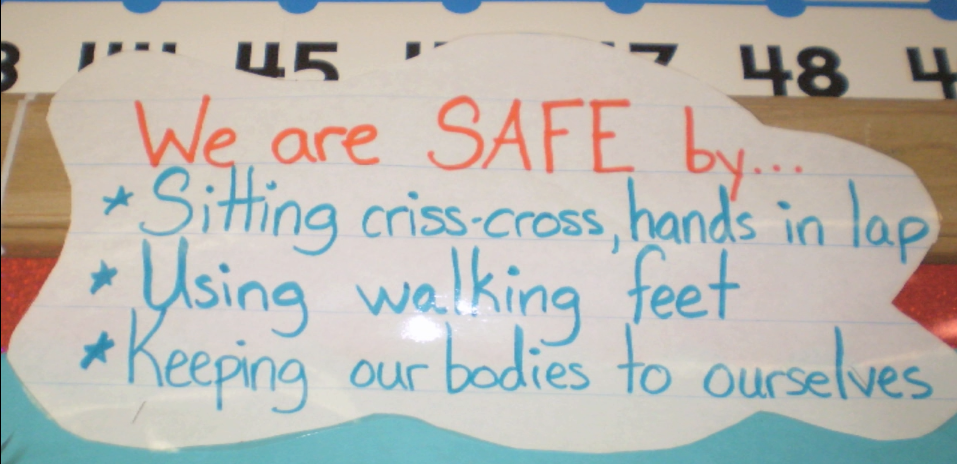 45 48
We are SAFE by...
* Sitting criss-cross, hands in lap
* Using walking feet
* Keeping our bodies to ourselves